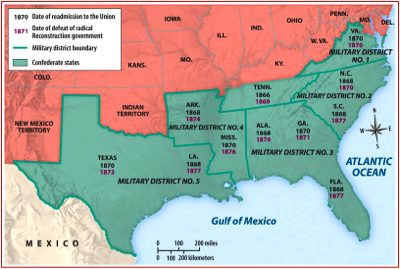 1870 Date of readmission to the Union
1871 Date of defeat of radical
Reconstruction government
Military district boundary
Confederate states
IOWA
PENN.
OHIO
IND.
ILL.
MD.
DEL.
W. VA.
VA.
1870
1870
MILITARY DISTRICT
NO. 1
COLO.
KANS.
MO.
KY.
N.C.
1868
1870
MILITARY DISTRICT NO. 2
TENN.
1866
1869
S.C.
1868
1877
NEW MEXICO
TERRITORY
INDIAN
TERRITORY
ARK.
1868
1874
MILITARY DISTRICT NO. 4
MISS.
1870
1876
ALA.
1868
1874
GA.
1870
1871
MILITARY DISTRICT NO. 3
TEXAS
1870
1873
LA.
1868
1877
MILITARY DISTRICT NO. 5
FLA.
1868
1877
N
W
E
S
ATLANTIC
OCEAN
Gulf of Mexico
MEXICO
0 100 200 miles
0 100 200 kilometers